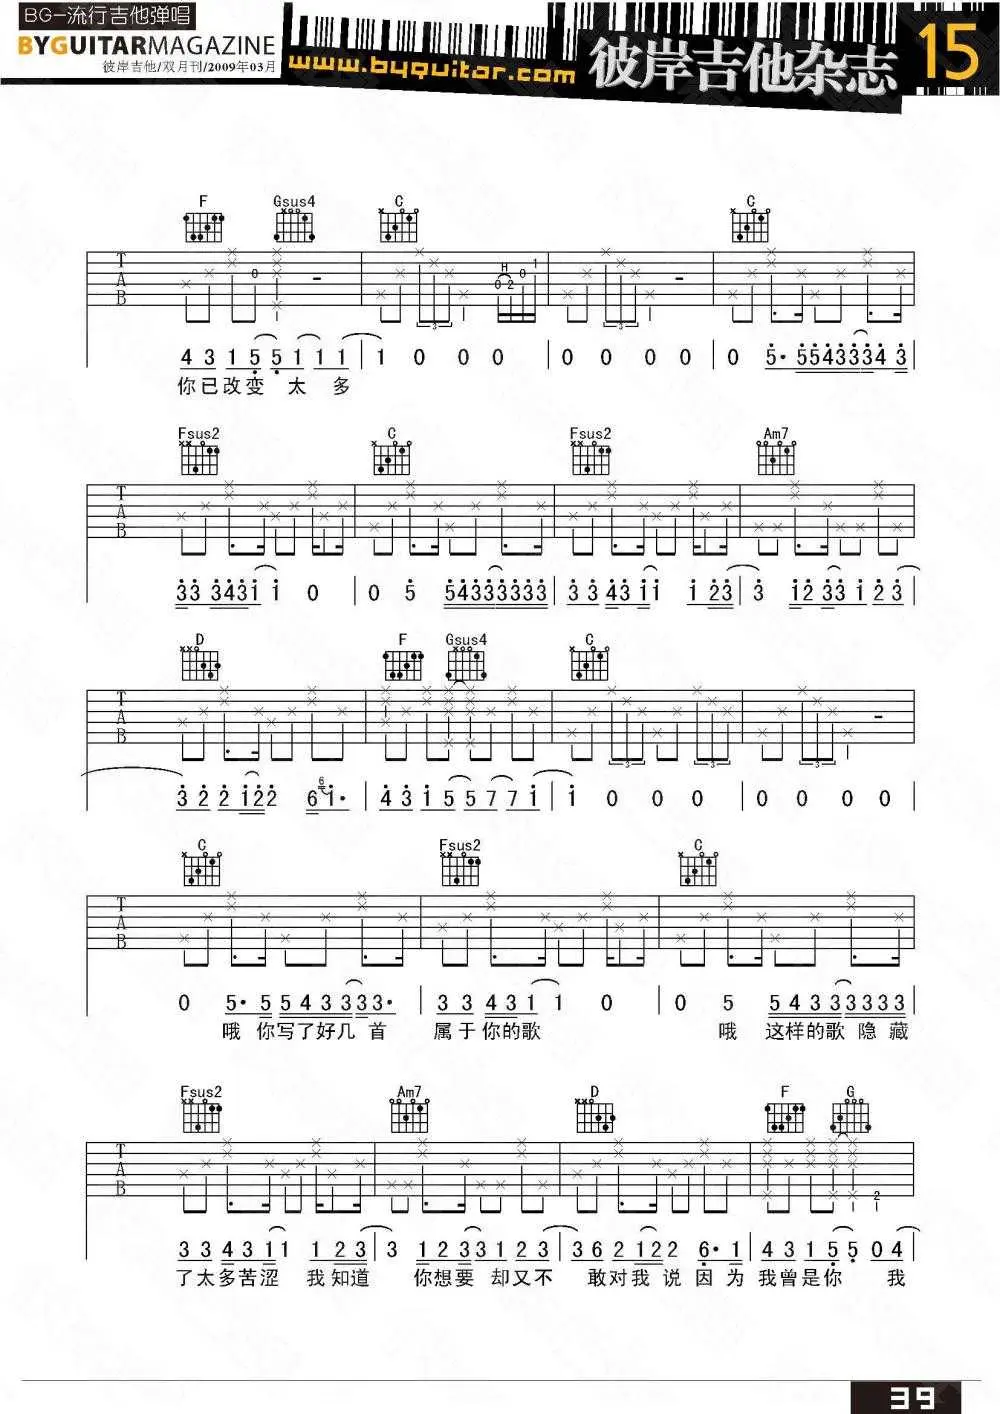 BG-流行吉他弹唱
BYGUITARMAGAZINE
彼岸吉他/双月刊/2009年03月
www.byguitar.com 彼岸吉他杂志 15
F Gsus4 C C
T A B 0 H 0 2 0 1
3 3
4 3 1 5 5 1 1 1 1 0 0 0 0 0 0 0 0 5· 5 5 4 3 3 3 4 3
你已改变 太 多
Fsus2 C Fsus2 Am7
T A B
3 3 3 4 3 1 1 0 0 5 5 4 3 3 3 3 3 3 3 3 4 3 1 1 1 2 3 3 1 2 3 3 1 2 3
D F Gsus4 C
T A B
3 3 3
3 2 2 1 2 2 6 6 1· 4 3 1 5 5 7 7 1 1 0 0 0 0 0 0 0
C Fsus2 C
T A B
0 5· 5 5 4 3 3 3 3· 3 3 4 3 1 1 0 0 5 5 4 3 3 3 3 3 3
哦 你写了好几 首 属于你的歌 哦 这样的歌 隐 藏
Fsus2 Am7 D F G
T A B 2
3 3 4 3 1 1 1 2 3 3 1 2 3 3 1 2 3 3 6 2 1 2 2 6· 1 4 3 1 5 5 0 4
了太多苦涩 我知道 你想要 却又不 敢对我 说 因为 我曾是你 我
39